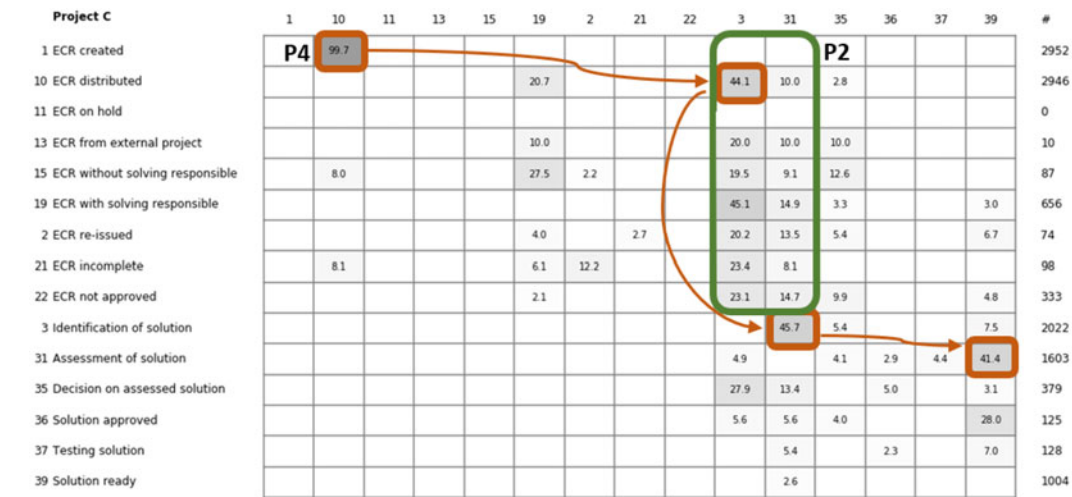 Project C 1 10 11 13 15 19 2 21 22 3 31 35 36 37 39 #
1 ECR created P4 99.7 P2 2952
10 ECR distributed 20.7 44.1 10.0 2.8 2946
11 ECR on hold 0
13 ECR from external project 10.0 20.0 10.0 10.0 10
15 ECR without solving responsible 8.0 27.5 2.2 19.5 9.1 12.6 87
19 ECR with solving responsible 45.1 14.9 3.3 3.0 656
2 ECR re-issued 4.0 2.7 20.2 13.5 5.4 6.7 74
21 ECR incomplete 8.1 6.1 12.2 23.4 8.1 98
22 ECR not approved 2.1 23.1 14.7 9.9 4.8 333
3 Identification of solution 45.7 5.4 7.5 2022
31 Assessment of solution 4.9 4.1 2.9 4.4 41.4 1603
35 Decision on assessed solution 27.9 13.4 5.0 3.1 379
36 Solution approved 5.6 5.6 4.0 28.0 125
37 Testing solution 5.4 2.3 7.0 128
39 Solution ready 2.6 1004